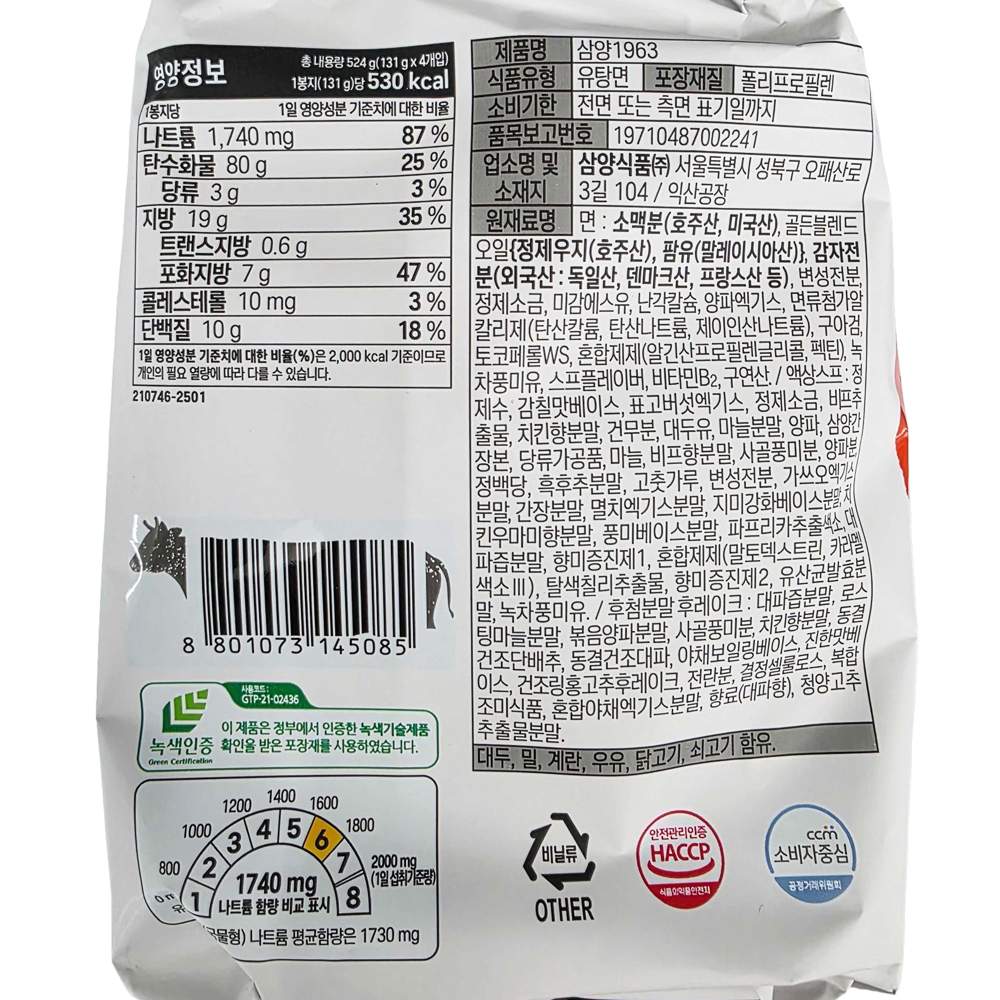 영양정보
총 내용량 524 g(131 g x 4개입)
1봉지(131 g)당 530 kcal
1봉지당 1일 영양성분 기준치에 대한 비율
나트륨 1,740 mg 87 %
탄수화물 80 g 25 %
당류 3 g 3 %
지방 19 g 35 %
트랜스지방 0.6 g
포화지방 7 g 47 %
콜레스테롤 10 mg 3 %
단백질 10 g 18 %
1일 영양성분 기준치에 대한 비율(%)은 2,000 kcal 기준이므로
개인의 필요 열량에 따라 다를 수 있습니다.
210746-2501
8 801073 145085
사용코드 :
GTP-21-02436
녹색인증
Green Certification
이 제품은 정부에서 인증한 녹색기술제품
확인을 받은 포장재를 사용하였습니다.
800 1000 1200 1400 1600 1800
2000 mg
(1일 섭취기준량)
1 2 3 4 5 6 7 8
1740 mg
나트륨 함량 비교 표시
나트륨 평균함량은 1730 mg
제품명 삼양1963
식품유형 유탕면 포장재질 폴리프로필렌
소비기한 전면 또는 측면 표기일까지
품목보고번호 19710487002241
업소명 및 삼양식품㈜ 서울특별시 성북구 오패산로
소재지 3길 104 / 익산공장
원재료명 면 : 소맥분(호주산, 미국산), 골든블렌드
오일{정제우지(호주산), 팜유(말레이시아산)}, 감자전
분(외국산 : 독일산, 덴마크산, 프랑스산 등), 변성전분,
정제소금, 미감에스유, 난각칼슘, 양파엑기스, 면류첨가알
칼리제(탄산칼륨, 탄산나트륨, 제이인산나트륨), 구아검,
토코페롤WS, 혼합제제(알긴산프로필렌글리콜, 펙틴), 녹
차풍미유, 스프플레이버, 비타민B₂, 구연산. / 액상스프 : 정
제수, 감칠맛베이스, 표고버섯엑기스, 정제소금, 비프추
출물, 치킨향분말, 건무분, 대두유, 마늘분말, 양파, 삼양간
장본, 당류가공품, 마늘, 비프향분말, 사골풍미분, 양파분
정백당, 흑후추분말, 고춧가루, 변성전분, 가쓰오엑기스
분말, 간장분말, 멸치엑기스분말, 지미강화베이스분말, 치
킨우마미향분말, 풍미베이스분말, 파프리카추출색소, 대
파즙분말, 향미증진제1, 혼합제제(말토덱스트린, 카라멜
색소Ⅲ), 탈색칠리추출물, 향미증진제2, 유산균발효분
말, 녹차풍미유. / 후첨분말후레이크 : 대파즙분말, 로스
팅마늘분말, 볶음양파분말, 사골풍미분, 치킨향분말, 동결
건조단배추, 동결건조대파, 야채보일링베이스, 진한맛베
이스, 건조링홍고추후레이크, 전란분, 결정셀룰로스, 복합
조미식품, 혼합야채엑기스분말, 향료(대파향), 청양고추
추출물분말.
대두, 밀, 계란, 우유, 닭고기, 쇠고기 함유.
비닐류
OTHER
안전관리인증
HACCP
식품의약품안전처
ccm
소비자중심
공정거래위원회